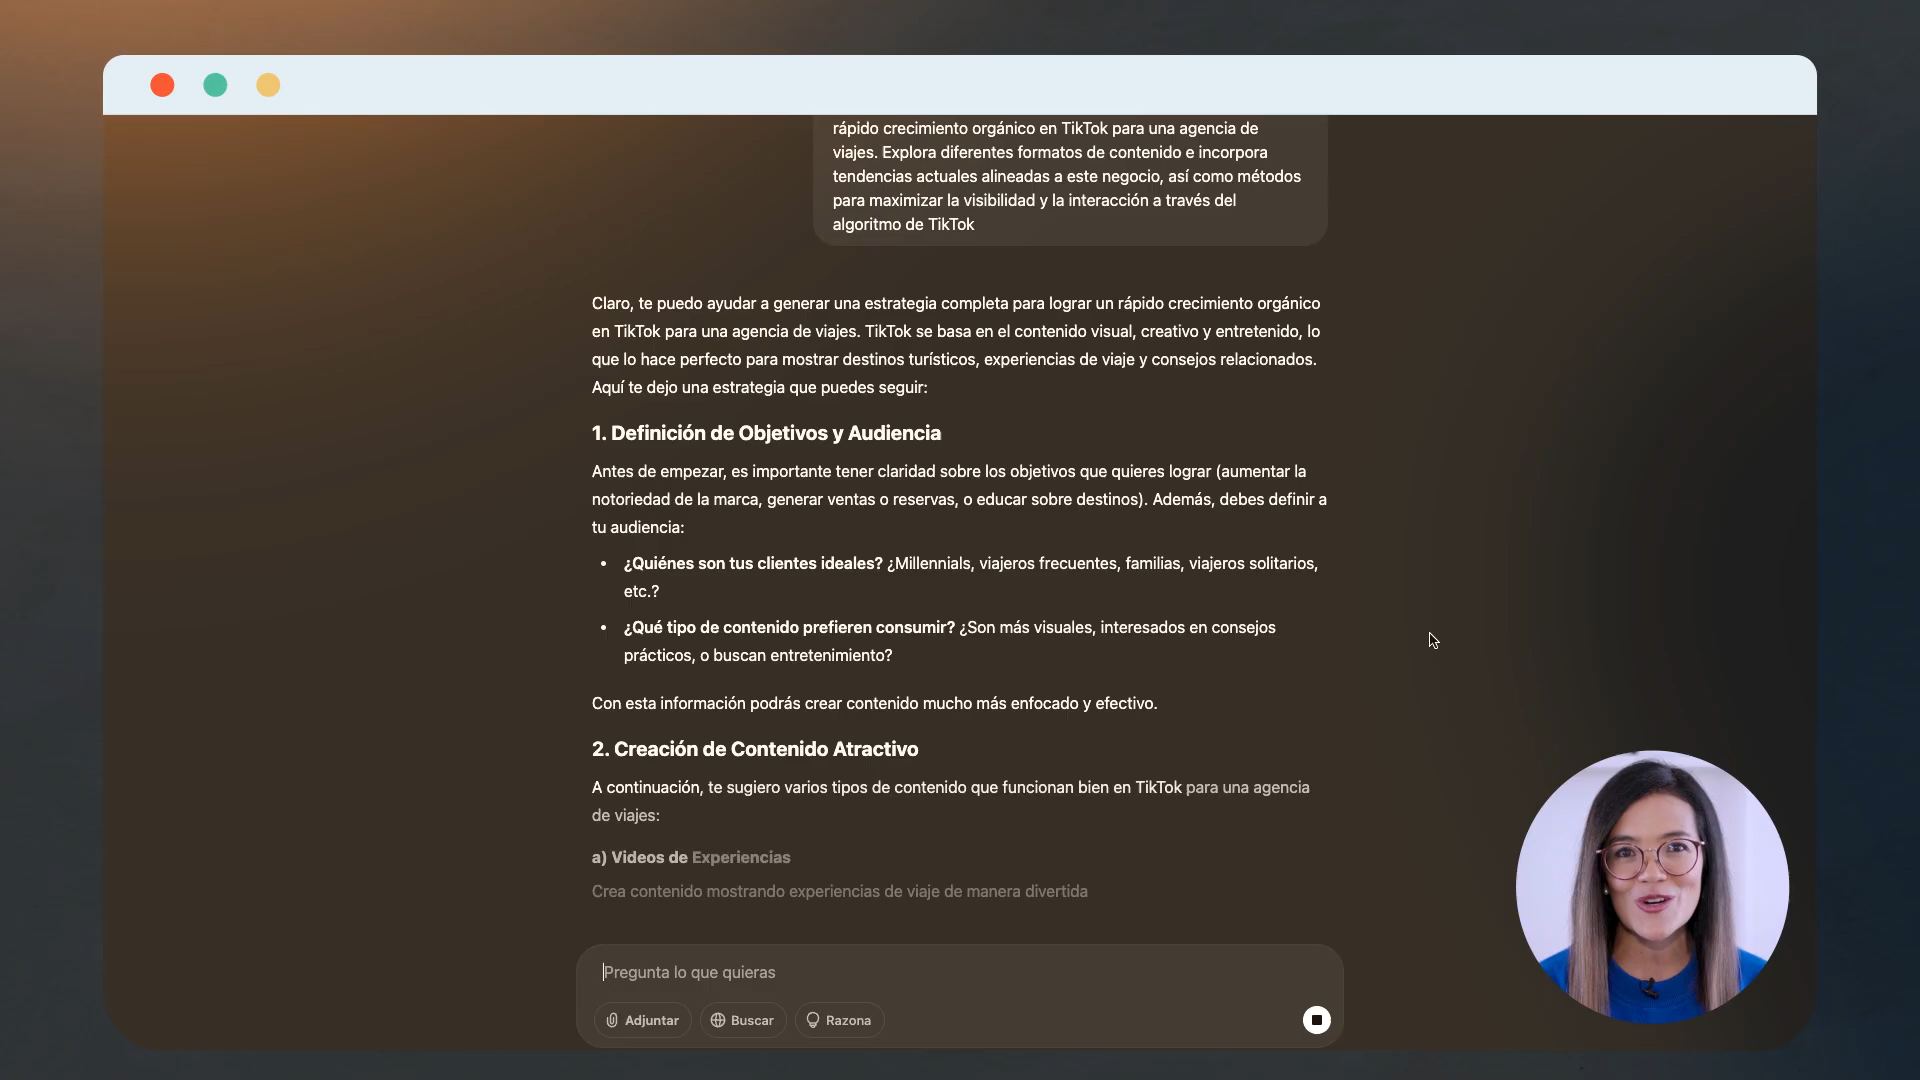 rápido crecimiento orgánico en TikTok para una agencia de
viajes. Explora diferentes formatos de contenido e incorpora
tendencias actuales alineadas a este negocio, así como métodos
para maximizar la visibilidad y la interacción a través del
algoritmo de TikTok
Claro, te puedo ayudar a generar una estrategia completa para lograr un rápido crecimiento orgánico
en TikTok para una agencia de viajes. TikTok se basa en el contenido visual, creativo y entretenido, lo
que lo hace perfecto para mostrar destinos turísticos, experiencias de viaje y consejos relacionados.
Aquí te dejo una estrategia que puedes seguir:
1. Definición de Objetivos y Audiencia
Antes de empezar, es importante tener claridad sobre los objetivos que quieres lograr (aumentar la
notoriedad de la marca, generar ventas o reservas, o educar sobre destinos). Además, debes definir a
tu audiencia:
• ¿Quiénes son tus clientes ideales? ¿Millennials, viajeros frecuentes, familias, viajeros solitarios,
etc.?
• ¿Qué tipo de contenido prefieren consumir? ¿Son más visuales, interesados en consejos
prácticos, o buscan entretenimiento?
Con esta información podrás crear contenido mucho más enfocado y efectivo.
2. Creación de Contenido Atractivo
A continuación, te sugiero varios tipos de contenido que funcionan bien en TikTok para una agencia
de viajes:
a) Videos de Experiencias
Crea contenido mostrando experiencias de viaje de manera divertida
Pregunta lo que quieras
Adjuntar
Buscar
Razona